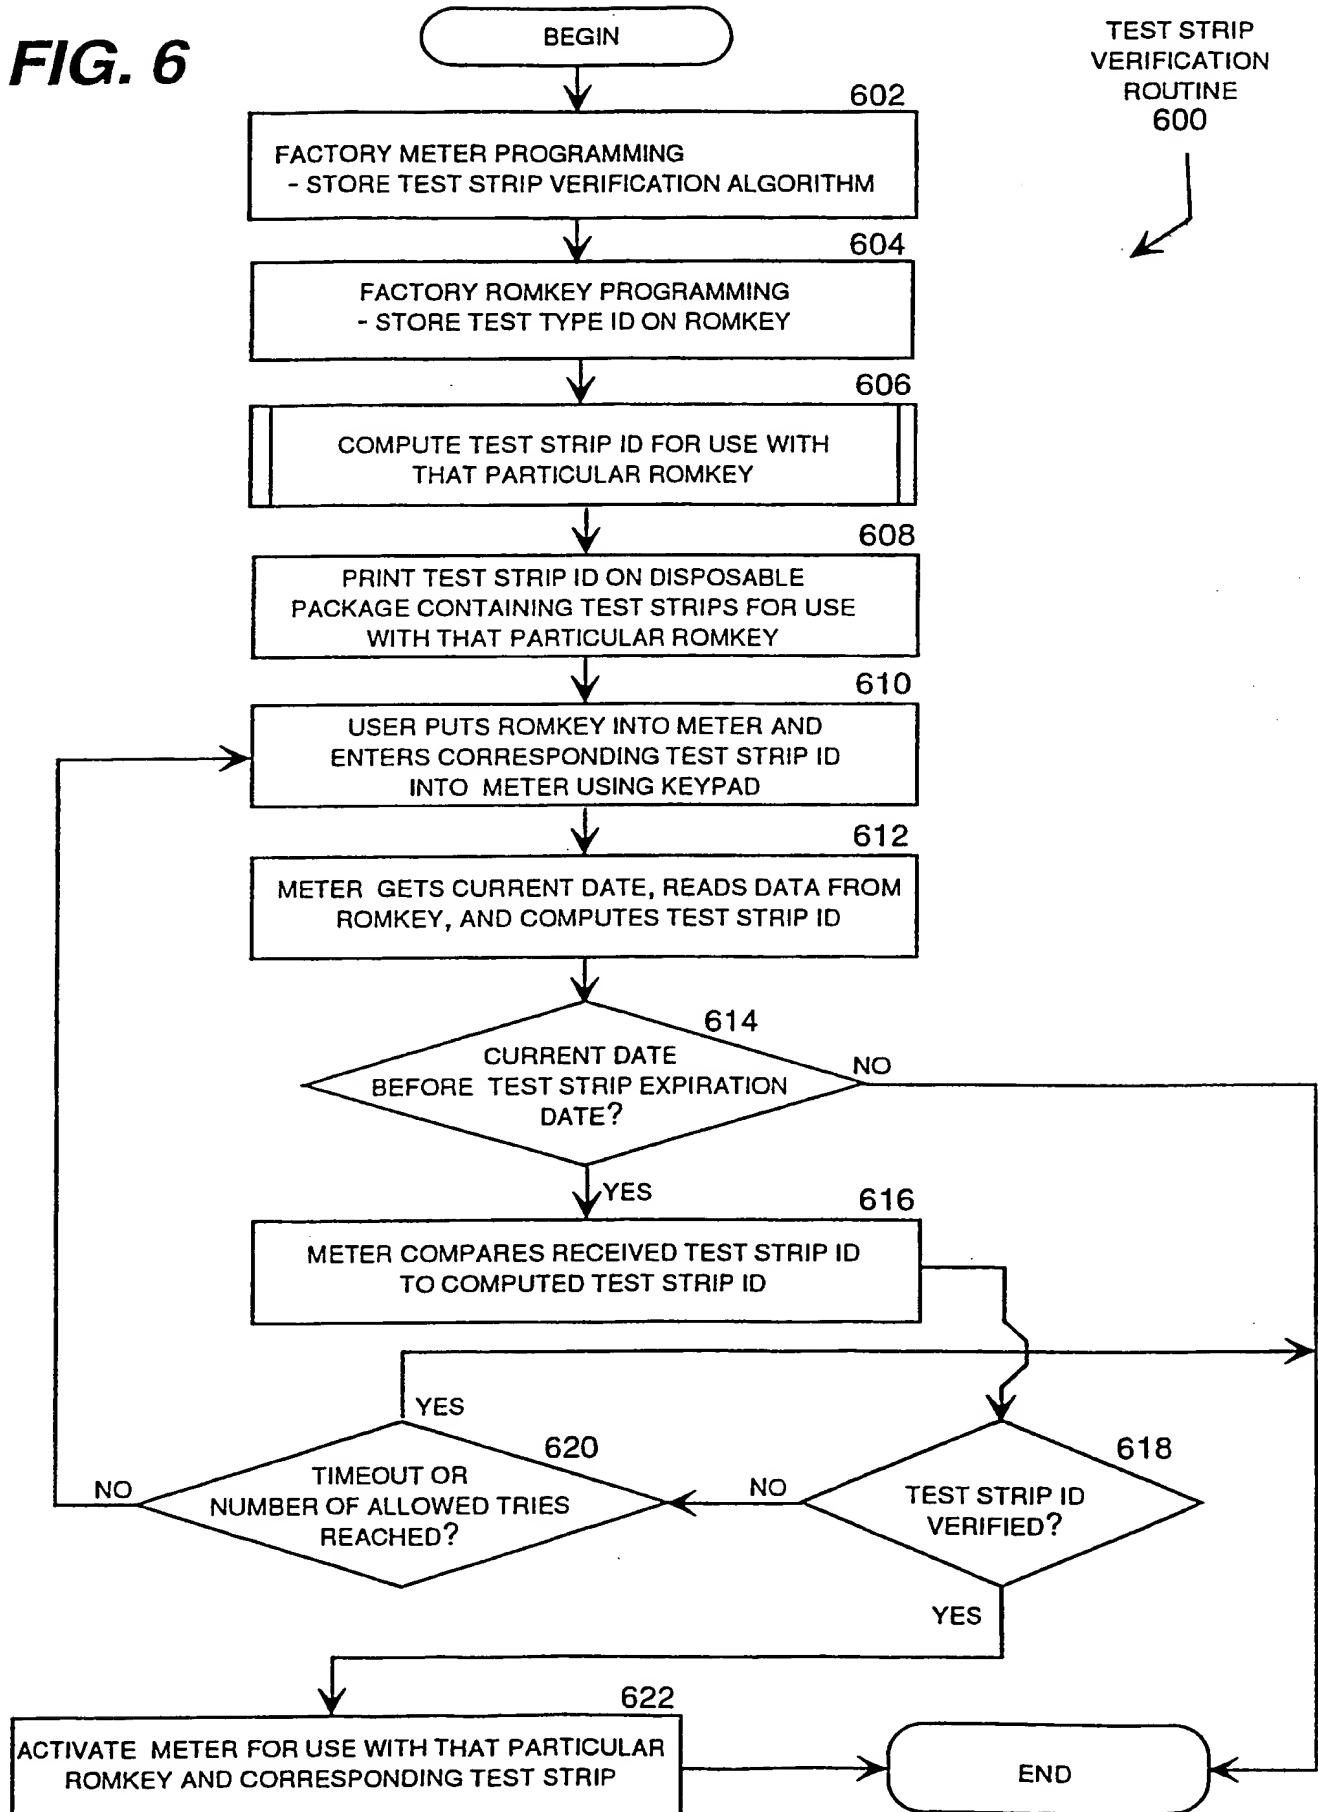 FIG. 6
BEGIN
TEST STRIP
VERIFICATION
ROUTINE
600
602
FACTORY METER PROGRAMMING
- STORE TEST STRIP VERIFICATION ALGORITHM
604
FACTORY ROMKEY PROGRAMMING
- STORE TEST TYPE ID ON ROMKEY
606
COMPUTE TEST STRIP ID FOR USE WITH
THAT PARTICULAR ROMKEY
608
PRINT TEST STRIP ID ON DISPOSABLE
PACKAGE CONTAINING TEST STRIPS FOR USE
WITH THAT PARTICULAR ROMKEY
610
USER PUTS ROMKEY INTO METER AND
ENTERS CORRESPONDING TEST STRIP ID
INTO METER USING KEYPAD
612
METER GETS CURRENT DATE, READS DATA FROM
ROMKEY, AND COMPUTES TEST STRIP ID
614
CURRENT DATE
BEFORE TEST STRIP EXPIRATION
DATE?
NO
YES
616
METER COMPARES RECEIVED TEST STRIP ID
TO COMPUTED TEST STRIP ID
YES
620
TIMEOUT OR
NUMBER OF ALLOWED TRIES
REACHED?
NO
NO
618
TEST STRIP ID
VERIFIED?
YES
622
ACTIVATE METER FOR USE WITH THAT PARTICULAR
ROMKEY AND CORRESPONDING TEST STRIP
END